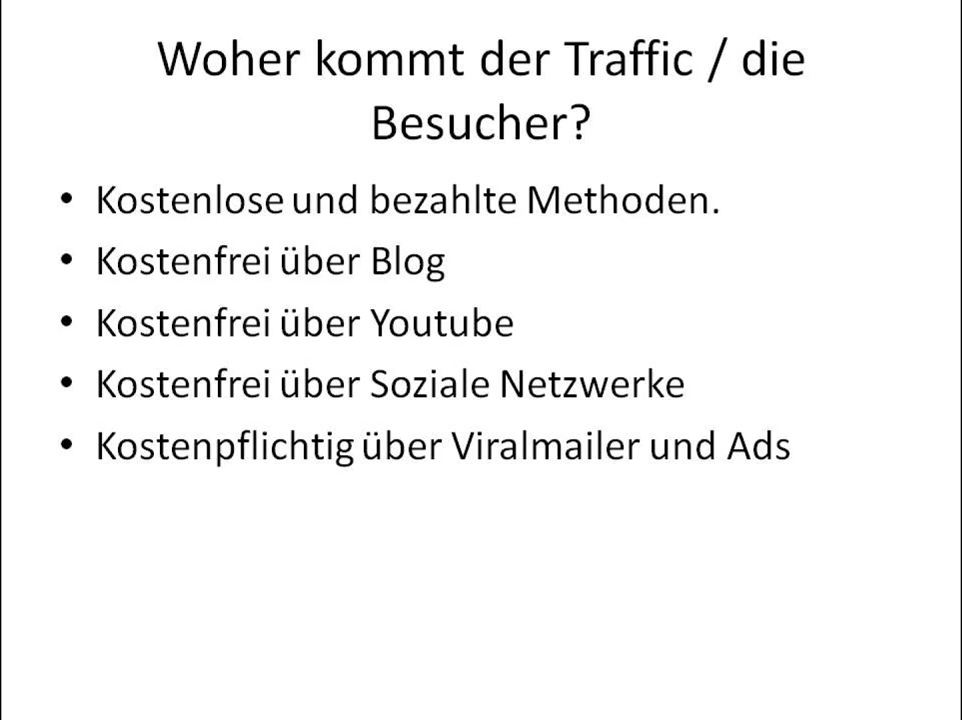 Woher kommt der Traffic / die
Besucher?
• Kostenlose und bezahlte Methoden.
• Kostenfrei über Blog
• Kostenfrei über Youtube
• Kostenfrei über Soziale Netzwerke
• Kostenpflichtig über Viralmailer und Ads